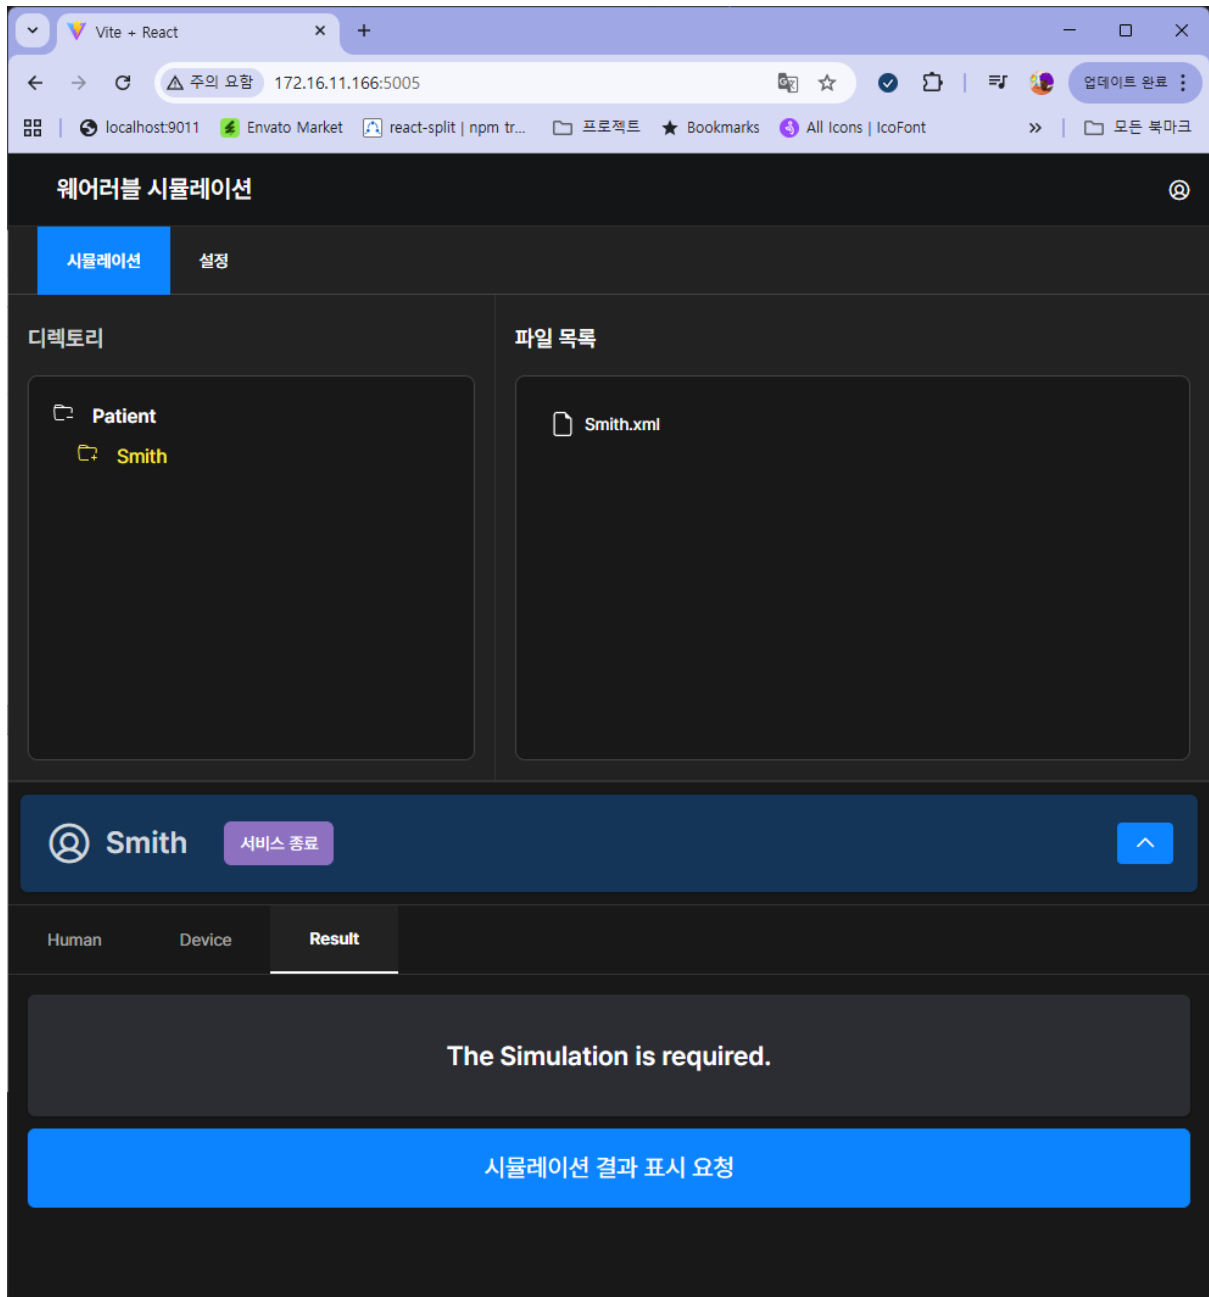 Vite + React
주의 요함 172.16.11.166:5005 업데이트 완료
localhost:9011 Envato Market react-split | npm tr... 프로젝트 Bookmarks All Icons | IcoFont » 모든 북마크
웨어러블 시뮬레이션
시뮬레이션 설정
디렉토리
Patient
Smith
파일 목록
Smith.xml
Smith 서비스 종료
Human Device Result
The Simulation is required.
시뮬레이션 결과 표시 요청